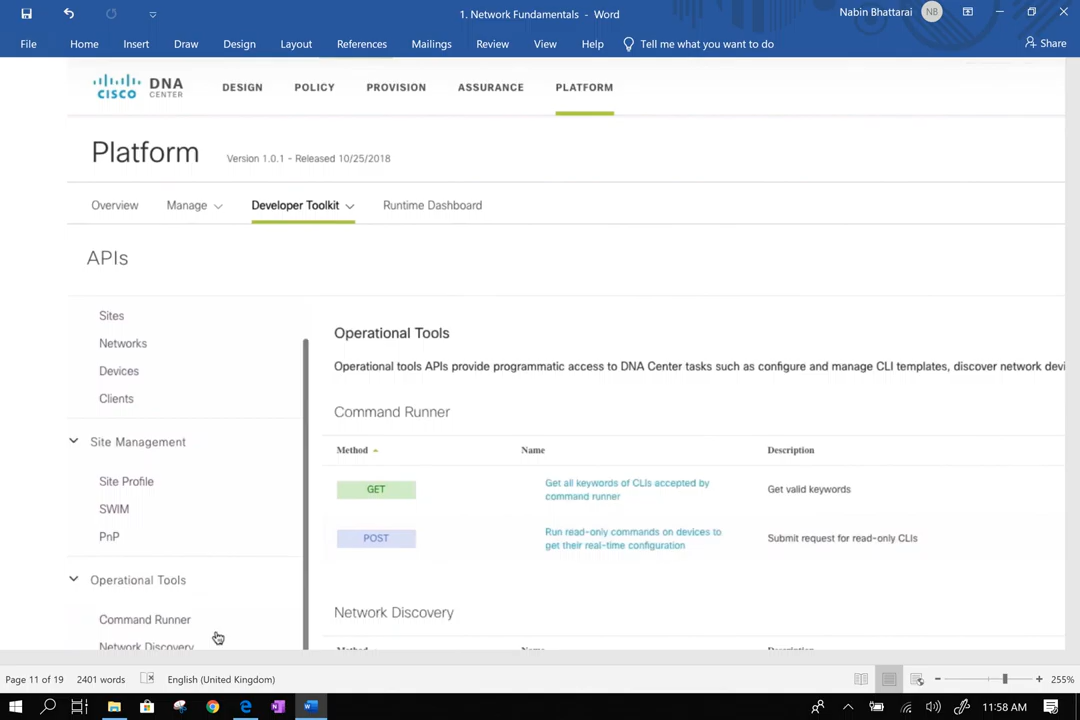 1. Network Fundamentals - Word
Nabin Bhattarai NB
File Home Insert Draw Design Layout References Mailings Review View Help Tell me what you want to do Share
CISCO DNA CENTER DESIGN POLICY PROVISION ASSURANCE PLATFORM
Platform Version 1.0.1 - Released 10/25/2018
Overview Manage Developer Toolkit Runtime Dashboard
APIs
Sites
Networks
Devices
Clients
Site Management
Site Profile
SWIM
PnP
Operational Tools
Command Runner
Network Discovery
Operational Tools
Operational tools APIs provide programmatic access to DNA Center tasks such as configure and manage CLI templates, discover network devi
Command Runner
Method Name Description
GET Get all keywords of CLIs accepted by Get valid keywords
command runner
POST Run read-only commands on devices to Submit request for read-only CLIs
get their real-time configuration
Network Discovery
Method Name Description
Page 11 of 19 2401 words English (United Kingdom) 255%
11:58 AM